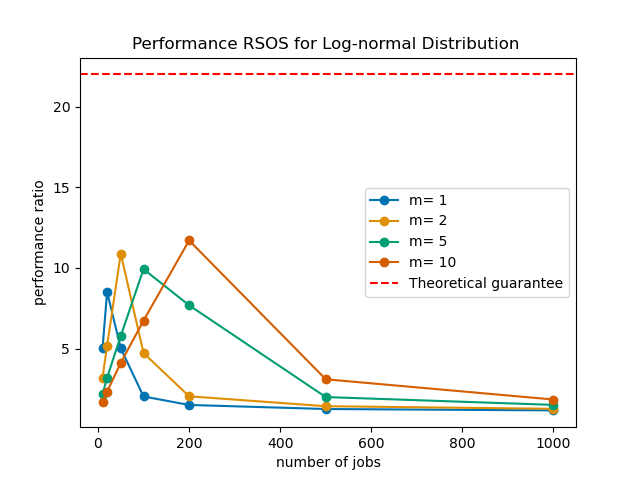 Performance RSOS for Log-normal Distribution
performance ratio
20
15
10
5
m= 1
m= 2
m= 5
m= 10
Theoretical guarantee
0
200
400
600
800
1000
number of jobs